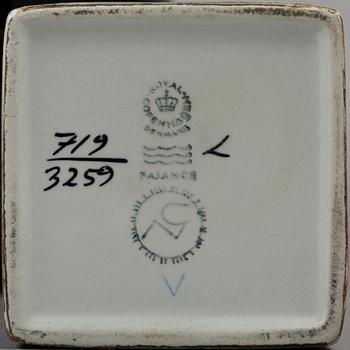 ROYAL COPENHAGEN
DENMARK
719
3259
L
FAJANCE